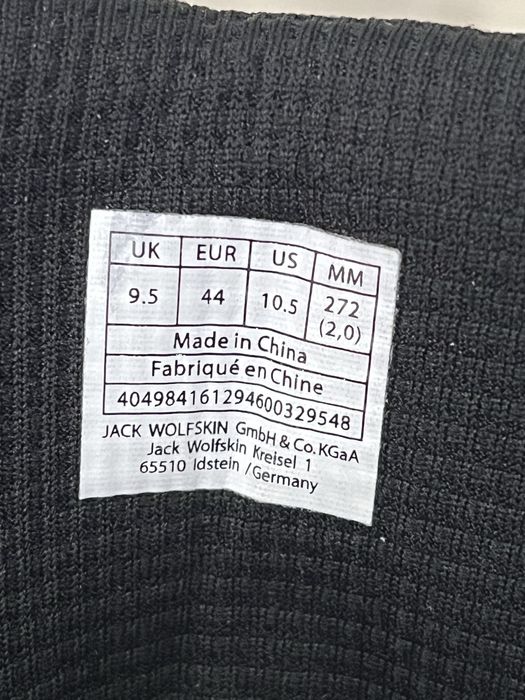 UK EUR US MM
9.5 44 10.5 272 (2,0)
Made in China
Fabriqué en Chine
404984161294600329548
JACK WOLFSKIN GmbH & Co. KGaA
Jack Wolfskin Kreisel 1
65510 Idstein / Germany